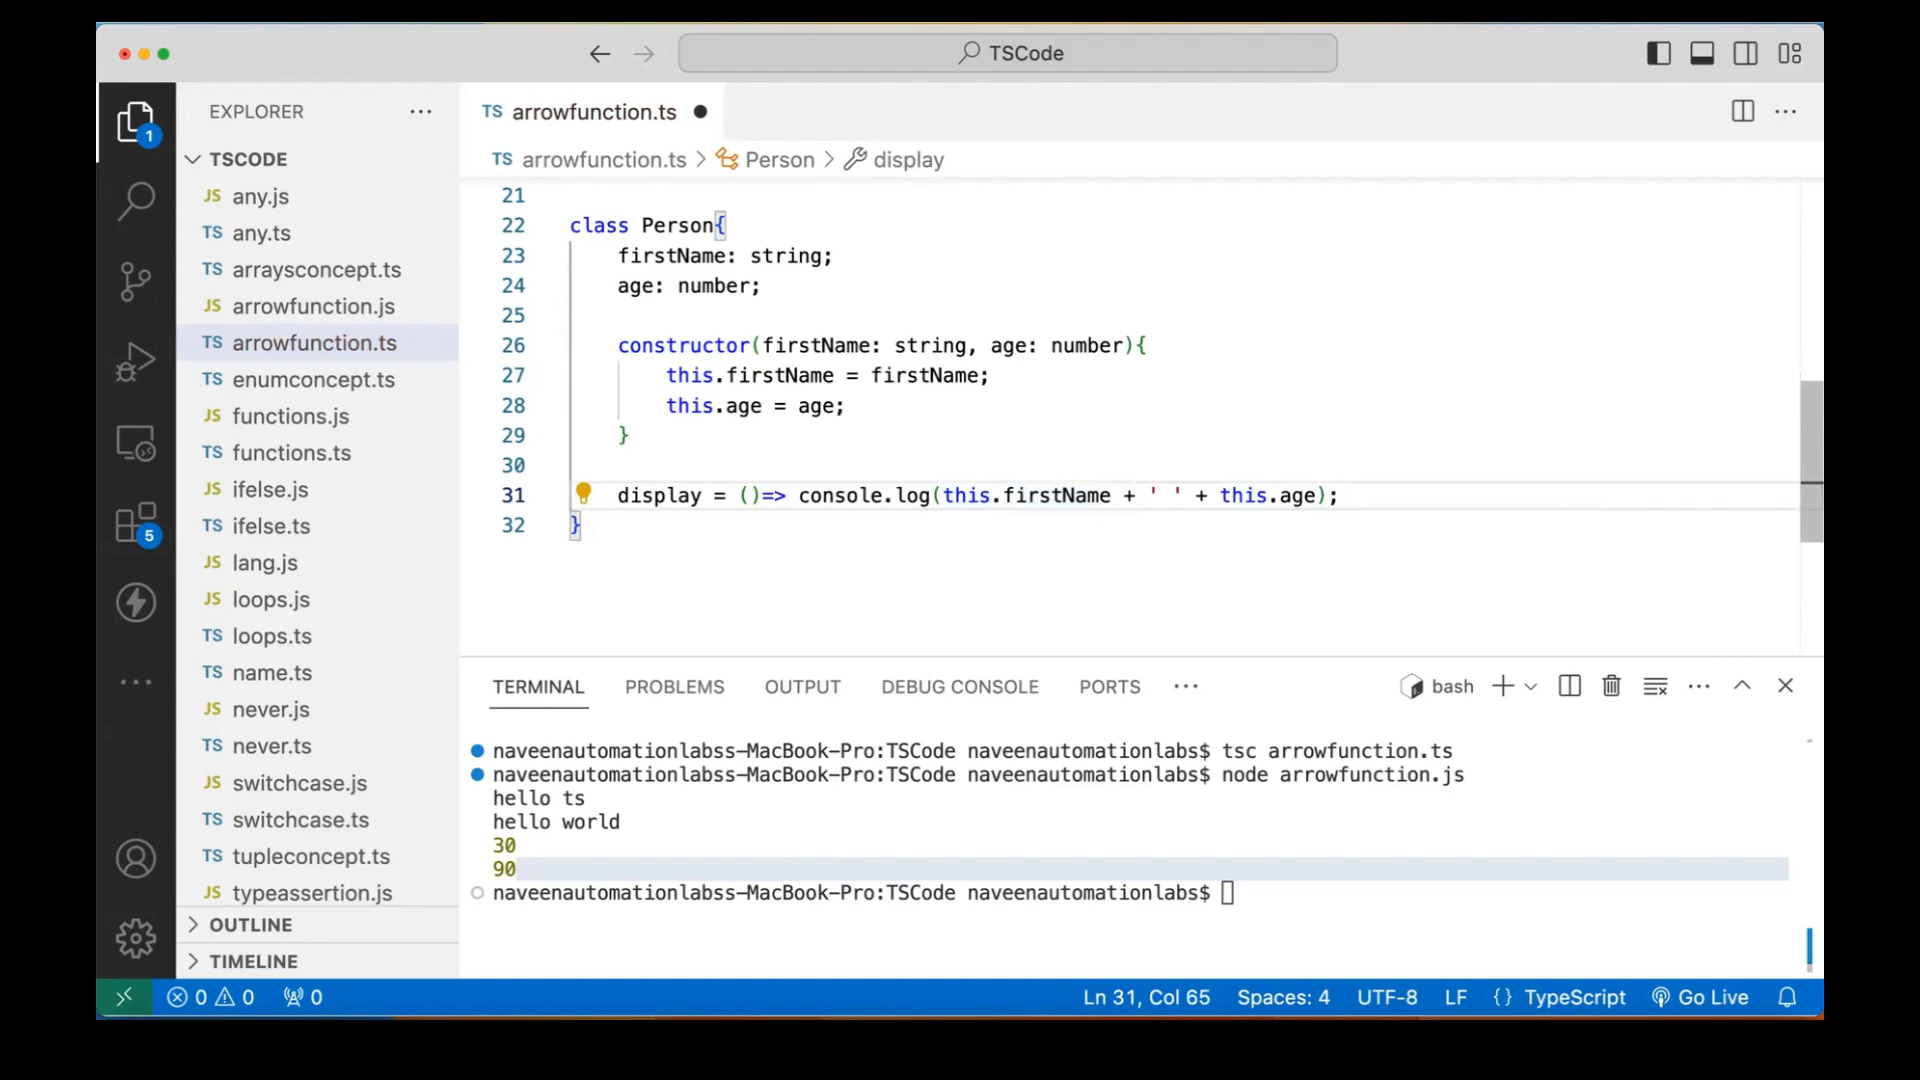 TSCode
EXPLORER
TS arrowfunction.ts
TSCODE
TS arrowfunction.ts > Person > display
JS any.js
TS any.ts
TS arraysconcept.ts
JS arrowfunction.js
TS arrowfunction.ts
TS enumconcept.ts
JS functions.js
TS functions.ts
JS ifelse.js
TS ifelse.ts
JS lang.js
JS loops.js
TS loops.ts
TS name.ts
JS never.js
TS never.ts
JS switchcase.js
TS switchcase.ts
TS tupleconcept.ts
JS typeassertion.js
OUTLINE
TIMELINE
1
5
21
22 class Person{
23 firstName: string;
24 age: number;
25
26 constructor(firstName: string, age: number){
27 this.firstName = firstName;
28 this.age = age;
29 }
30
31 display = ()=> console.log(this.firstName + ' ' + this.age);
32 }
TERMINAL PROBLEMS OUTPUT DEBUG CONSOLE PORTS bash
naveenautomationlabss-MacBook-Pro:TSCode naveenautomationlabs$ tsc arrowfunction.ts
naveenautomationlabss-MacBook-Pro:TSCode naveenautomationlabs$ node arrowfunction.js
hello ts
hello world
30
90
naveenautomationlabss-MacBook-Pro:TSCode naveenautomationlabs$
0 0 0 Ln 31, Col 65 Spaces: 4 UTF-8 LF {} TypeScript Go Live